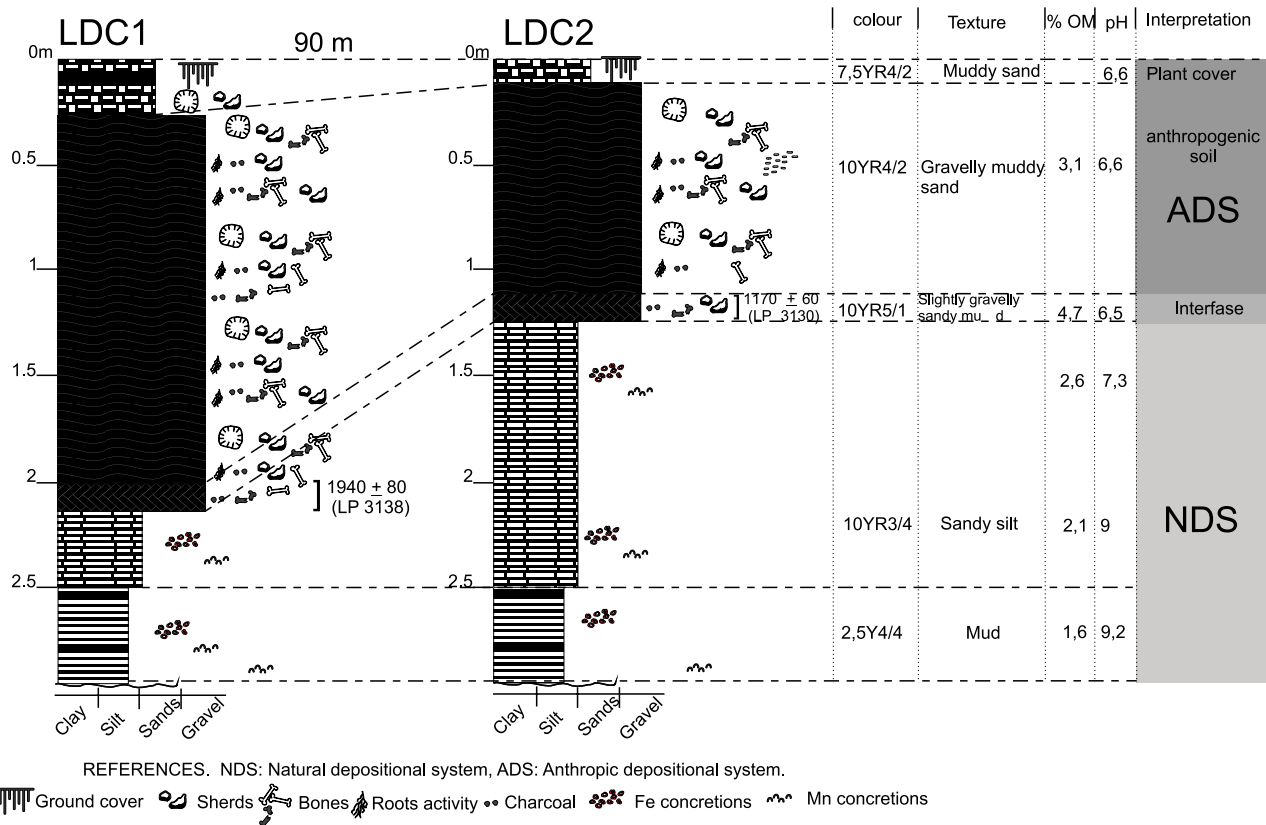 LDC1
90 m
LDC2
colour
Texture
% OM
pH
Interpretation
0m
0m
7,5YR4/2
Muddy sand
6,6
Plant cover
anthropogenic
soil
0.5
0.5
10YR4/2
Gravelly muddy
sand
3,1
6,6
ADS
1
1
1170 ± 60
(LP 3130)
10YR5/1
Slightly gravelly
sandy mu d
4,7
6,5
Interfase
1.5
1.5
2,6
7,3
2
2
1940 ± 80
(LP 3138)
10YR3/4
Sandy silt
2,1
9
NDS
2.5
2.5
2,5Y4/4
Mud
1,6
9,2
Clay
Silt
Sands
Gravel
Clay
Silt
Sands
Gravel
REFERENCES. NDS: Natural depositional system, ADS: Anthropic depositional system.
Ground cover Sherds Bones Roots activity Charcoal Fe concretions Mn concretions